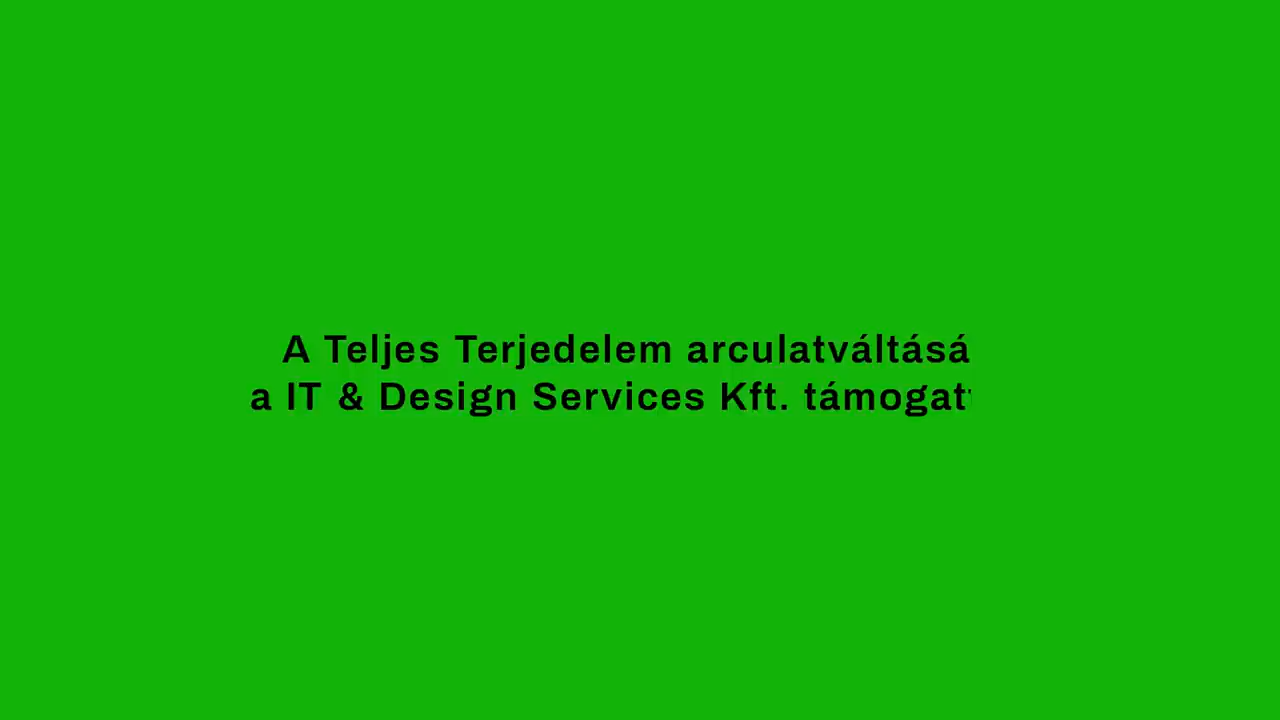 A Teljes Terjedelem arculatváltásá
a IT & Design Services Kft. támogat